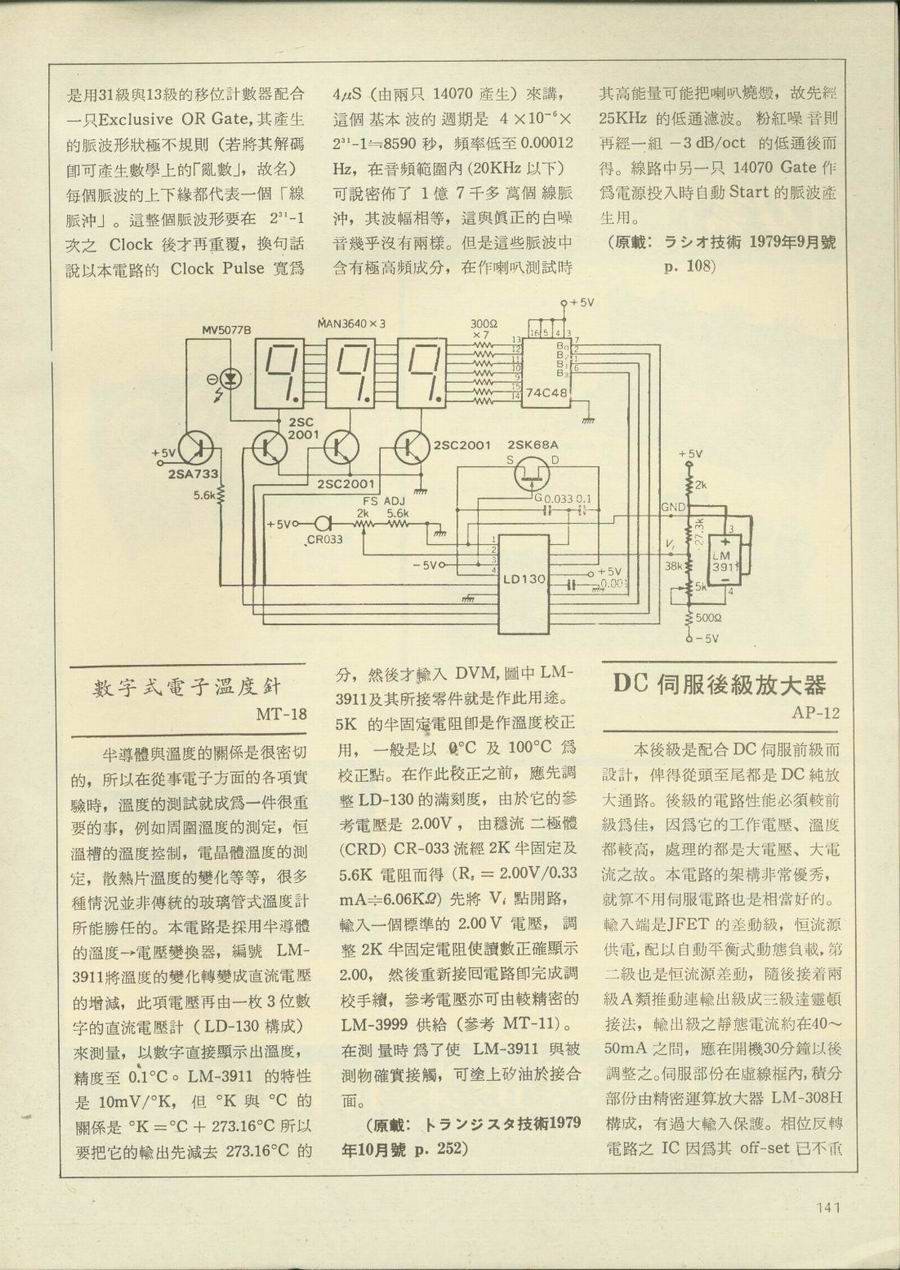 是用31級與13級的移位計數器配合
一只Exclusive OR Gate,其產生
的脈波形狀極不規則（若將其解碼
卽可產生數學上的「亂數」，故名）
每個脈波的上下緣都代表一個「線
脈沖」。這整個脈波形要在 2³¹-1
次之 Clock 後才再重覆，換句話
說以本電路的 Clock Pulse 寬爲
4μS（由兩只 14070 產生）來講，
這個基本波的週期是 4×10⁻⁶×
2³¹-1≒8590 秒，頻率低至 0.00012
Hz，在音頻範圍內 (20KHz 以下）
可說密佈了 1 億 7 千多萬個線脈
沖，其波幅相等，這與眞正的白噪
音幾乎沒有兩樣。但是這些脈波中
含有極高頻成分，在作喇叭測試時
其高能量可能把喇叭燒燬，故先經
25KHz 的低通濾波。粉紅噪音則
再經一組 −3 dB/oct 的低通後而
得。線路中另一只 14070 Gate 作
爲電源投入時自動 Start 的脈波產
生用。
（原載：ラシオ技術 1979年9月號
p. 108）
+5V
MV5077B
MAN3640×3
300Ω
×7
16 5 4 3
13
12
11
10
9
15
14
B₀
B₂
B₁
B₃
7
2
1
6
74C48
2SC
2001
2SC2001
2SC2001
2SK68A
S D
G
+5V
2SA733
5.6k
FS ADJ
2k 5.6k
+5V
CR033
0.033 0.1
-5V
1
2
3
4
LD130
+5V
+5V
2k
GND
27.3k
Vᵢ
38k
5k
500Ω
-5V
3
+
LM
3911
−
4
數字式電子溫度針
MT-18
半導體與溫度的關係是很密切
的，所以在從事電子方面的各項實
驗時，溫度的測試就成爲一件很重
要的事，例如周圍溫度的測定，恒
溫槽的溫度控制，電晶體溫度的測
定，散熱片溫度的變化等等，很多
種情況並非傳統的玻璃管式溫度計
所能勝任的。本電路是採用半導體
的溫度→電壓變換器，編號 LM-
3911將溫度的變化轉變成直流電壓
的增減，此項電壓再由一枚 3 位數
字的直流電壓計（LD-130 構成）
來測量，以數字直接顯示出溫度，
精度至 0.1°C。LM-3911 的特性
是 10mV/°K，但 °K 與 °C 的
關係是 °K＝°C + 273.16°C 所以
要把它的輸出先減去 273.16°C 的
分，然後才輸入 DVM,圖中 LM-
3911及其所接零件就是作此用途。
5K 的半固定電阻卽是作溫度校正
用，一般是以 0°C 及 100°C 爲
校正點。在作此校正之前，應先調
整 LD-130 的滿刻度，由於它的參
考電壓是 2.00V，由穩流二極體
(CRD) CR-033 流經 2K 半固定及
5.6K 電阻而得 (Rₛ = 2.00V/0.33
mA≑6.06KΩ) 先將 Vᵢ 點開路，
輸入一個標準的 2.00 V 電壓，調
整 2K 半固定電阻使讀數正確顯示
2.00，然後重新接回電路卽完成調
校手續，參考電壓亦可由較精密的
LM-3999 供給（參考 MT-11）。
在測量時爲了使 LM-3911 與被
測物確實接觸，可塗上矽油於接合
面。
（原載：トランジスタ技術1979
年10月號 p. 252）
DC 伺服後級放大器
AP-12
本後級是配合 DC 伺服前級而
設計，俾得從頭至尾都是 DC 純放
大通路。後級的電路性能必須較前
級爲佳，因爲它的工作電壓、溫度
都較高，處理的都是大電壓、大電
流之故。本電路的架構非常優秀，
就算不用伺服電路也是相當好的。
輸入端是JFET 的差動級，恒流源
供電,配以自動平衡式動態負載,第
二級也是恒流源差動，隨後接着兩
級A類推動連輸出級成三級達靈頓
接法，輸出級之靜態電流約在40～
50mA 之間，應在開機30分鐘以後
調整之。伺服部份在虛線框內,積分
部份由精密運算放大器 LM-308H
構成，有過大輸入保護。相位反轉
電路之 IC 因爲其 off-set 已不重
141